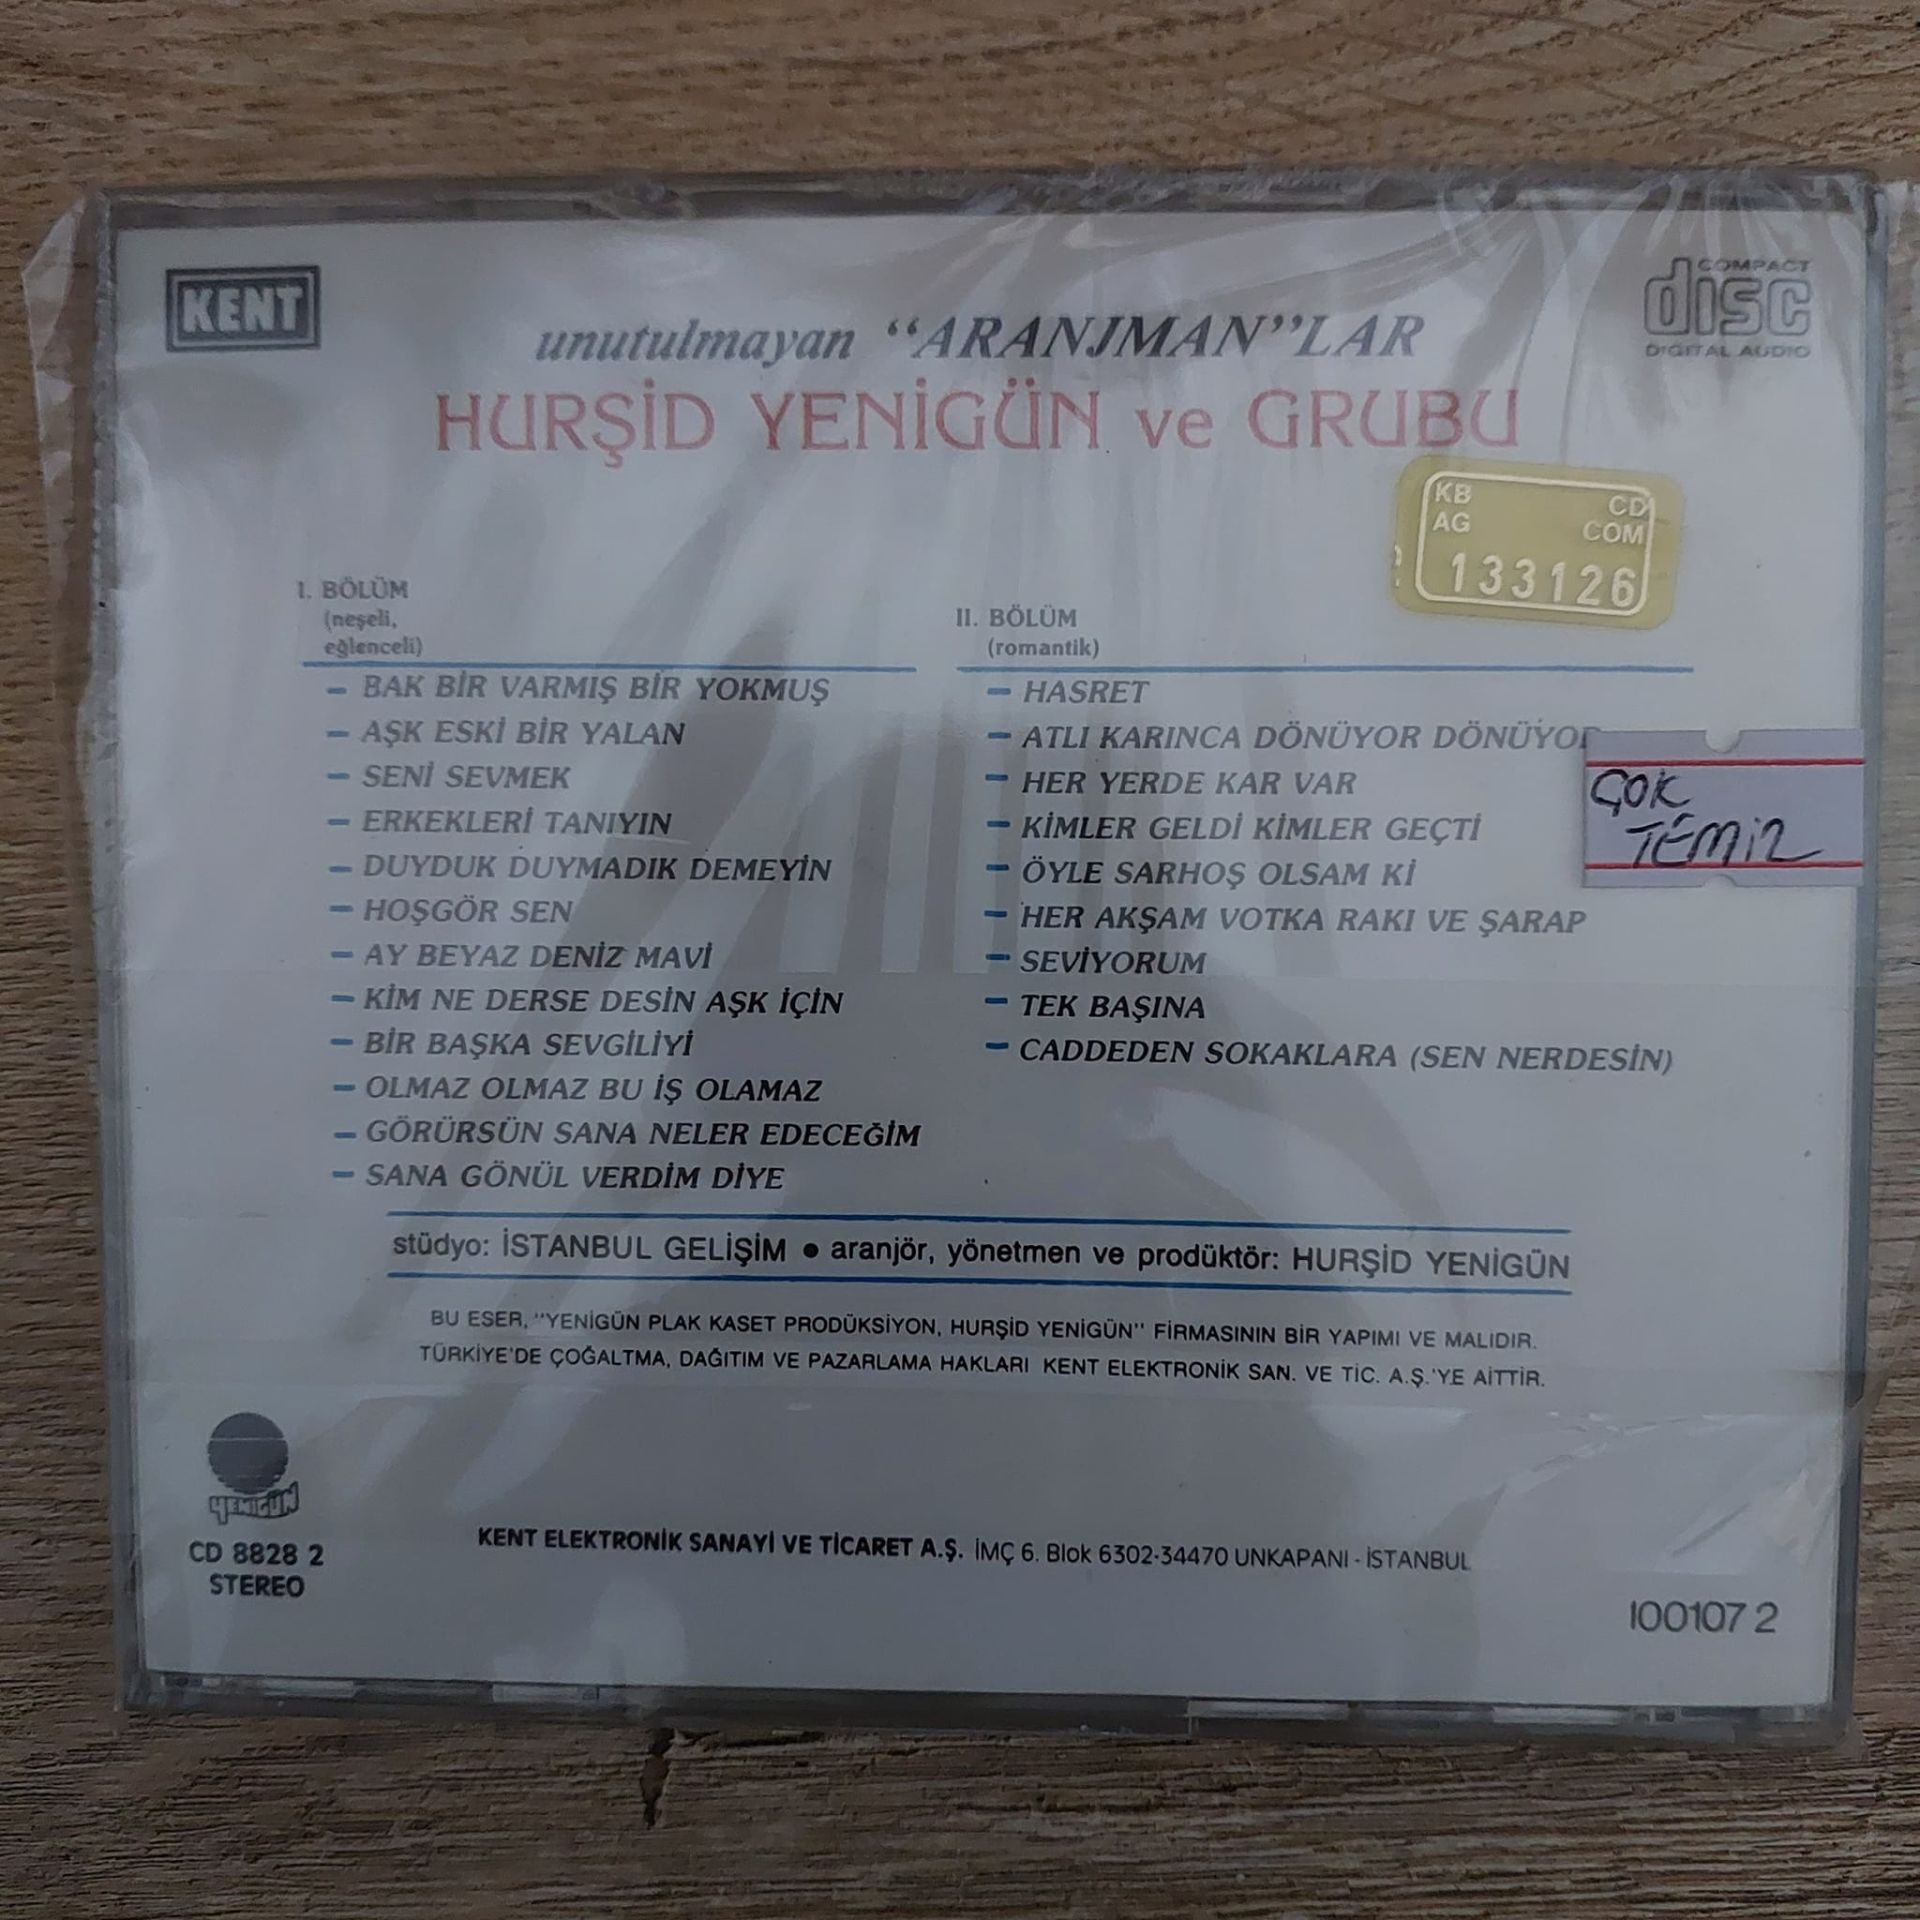 KENT
COMPACT
disc
DIGITAL AUDIO
unutulmayan “ARANJMAN”LAR
HURŞİD YENİGÜN ve GRUBU
KB CD
AG COM
133126
I. BÖLÜM
(neşeli,
eğlenceli)
– BAK BİR VARMIŞ BİR YOKMUŞ
– AŞK ESKİ BİR YALAN
– SENİ SEVMEK
– ERKEKLERİ TANIYIN
– DUYDUK DUYMADIK DEMEYİN
– HOŞGÖR SEN
– AY BEYAZ DENİZ MAVİ
– KİM NE DERSE DESİN AŞK İÇİN
– BİR BAŞKA SEVGİLİYİ
– OLMAZ OLMAZ BU İŞ OLAMAZ
– GÖRÜRSÜN SANA NELER EDECEĞİM
– SANA GÖNÜL VERDİM DİYE
II. BÖLÜM
(romantik)
– HASRET
– ATLI KARINCA DÖNÜYOR DÖNÜYOR
– HER YERDE KAR VAR
– KİMLER GELDİ KİMLER GEÇTİ
– ÖYLE SARHOŞ OLSAM Kİ
– HER AKŞAM VOTKA RAKI VE ŞARAP
– SEVİYORUM
– TEK BAŞINA
– CADDEDEN SOKAKLARA (SEN NERDESİN)
ÇOK
TEMİZ
stüdyo: İSTANBUL GELİŞİM ● aranjör, yönetmen ve prodüktör: HURŞİD YENİGÜN
BU ESER, "YENİGÜN PLAK KASET PRODÜKSİYON, HURŞİD YENİGÜN" FİRMASININ BİR YAPIMI VE MALIDIR.
TÜRKİYE'DE ÇOĞALTMA, DAĞITIM VE PAZARLAMA HAKLARI KENT ELEKTRONİK SAN. VE TİC. A.Ş.'YE AİTTİR.
YENİGÜN
CD 8828 2
STEREO
KENT ELEKTRONİK SANAYİ VE TİCARET A.Ş. İMÇ 6. Blok 6302-34470 UNKAPANI - İSTANBUL
100107 2